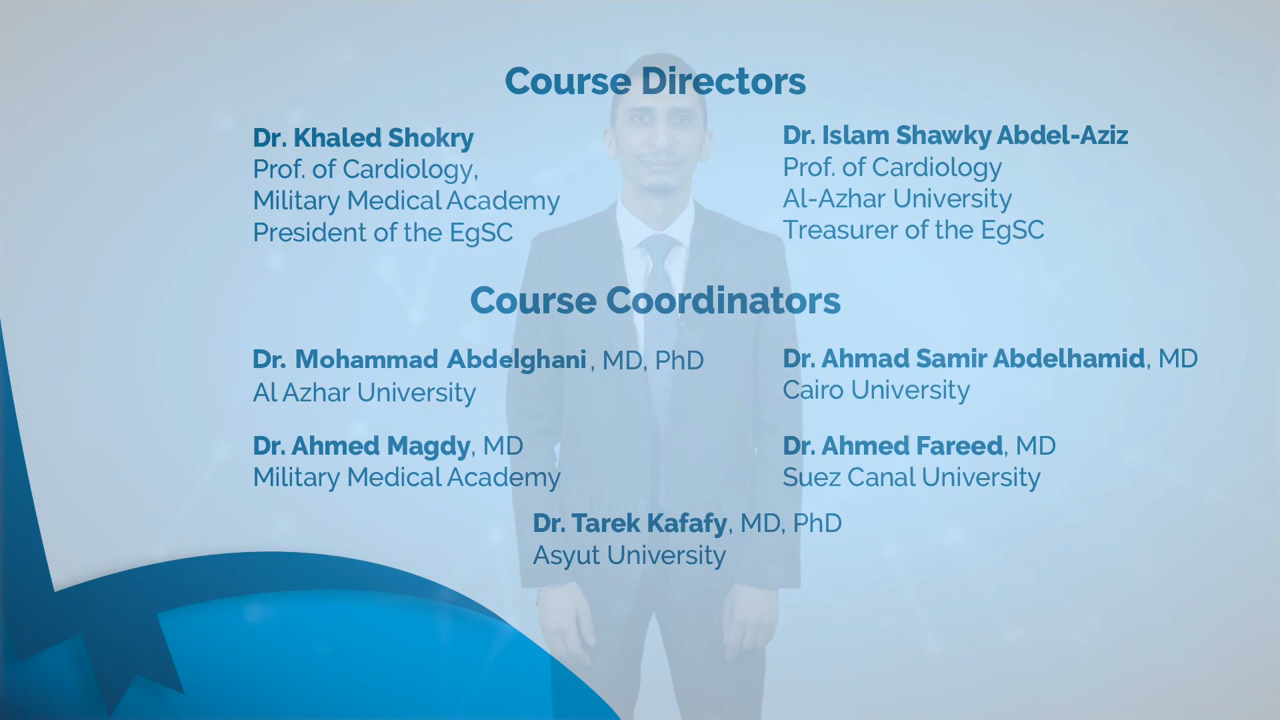 Course Directors
Dr. Khaled Shokry
Prof. of Cardiology,
Military Medical Academy
President of the EgSC
Dr. Islam Shawky Abdel-Aziz
Prof. of Cardiology
Al-Azhar University
Treasurer of the EgSC
Course Coordinators
Dr. Mohammad Abdelghani, MD, PhD
Al Azhar University
Dr. Ahmad Samir Abdelhamid, MD
Cairo University
Dr. Ahmed Magdy, MD
Military Medical Academy
Dr. Ahmed Fareed, MD
Suez Canal University
Dr. Tarek Kafafy, MD, PhD
Asyut University